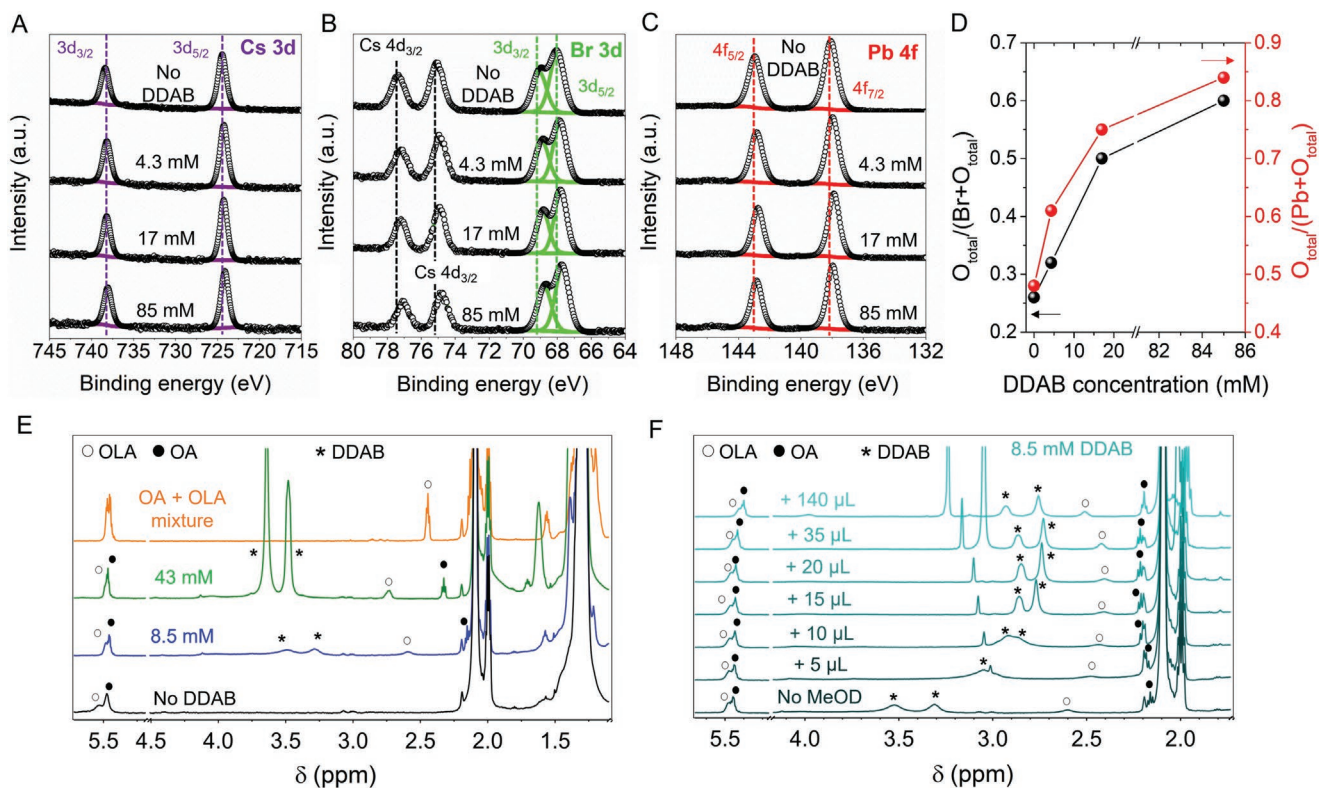 A
Cs 3d
3d3/2
3d5/2
No
DDAB
4.3 mM
17 mM
85 mM
Intensity (a.u.)
745 739 730 725 720 715
Binding energy (eV)
B
Cs 4d3/2
3d3/2
Br 3d
No
DDAB
3d5/2
4.3 mM
17 mM
Cs 4d3/2
85 mM
Intensity (a.u.)
80 77 75 70 68 66 64
Binding energy (eV)
C
4f5/2
No
DDAB
Pb 4f
4f7/2
4.3 mM
17 mM
85 mM
Intensity (a.u.)
148 143 140 136 132
Binding energy (eV)
D
0.7
0.6
0.5
0.4
0.3
0.2
Ototal/(Br+Ototal)
0.9
0.8
0.7
0.6
0.5
0.4
Ototal/(Pb+Ototal)
0 10 20 82 84 86
DDAB concentration (mM)
E
○ OLA ● OA * DDAB
OA + OLA
mixture
43 mM
8.5 mM
No DDAB
5.5 4.5 4.0 3.5 3.0 2.5 2.0 1.5
δ (ppm)
F
○ OLA ● OA * DDAB
8.5 mM DDAB
+ 140 µL
+ 35 µL
+ 20 µL
+ 15 µL
+ 10 µL
+ 5 µL
No MeOD
5.5 4.0 3.5 3.0 2.5 2.0
δ (ppm)